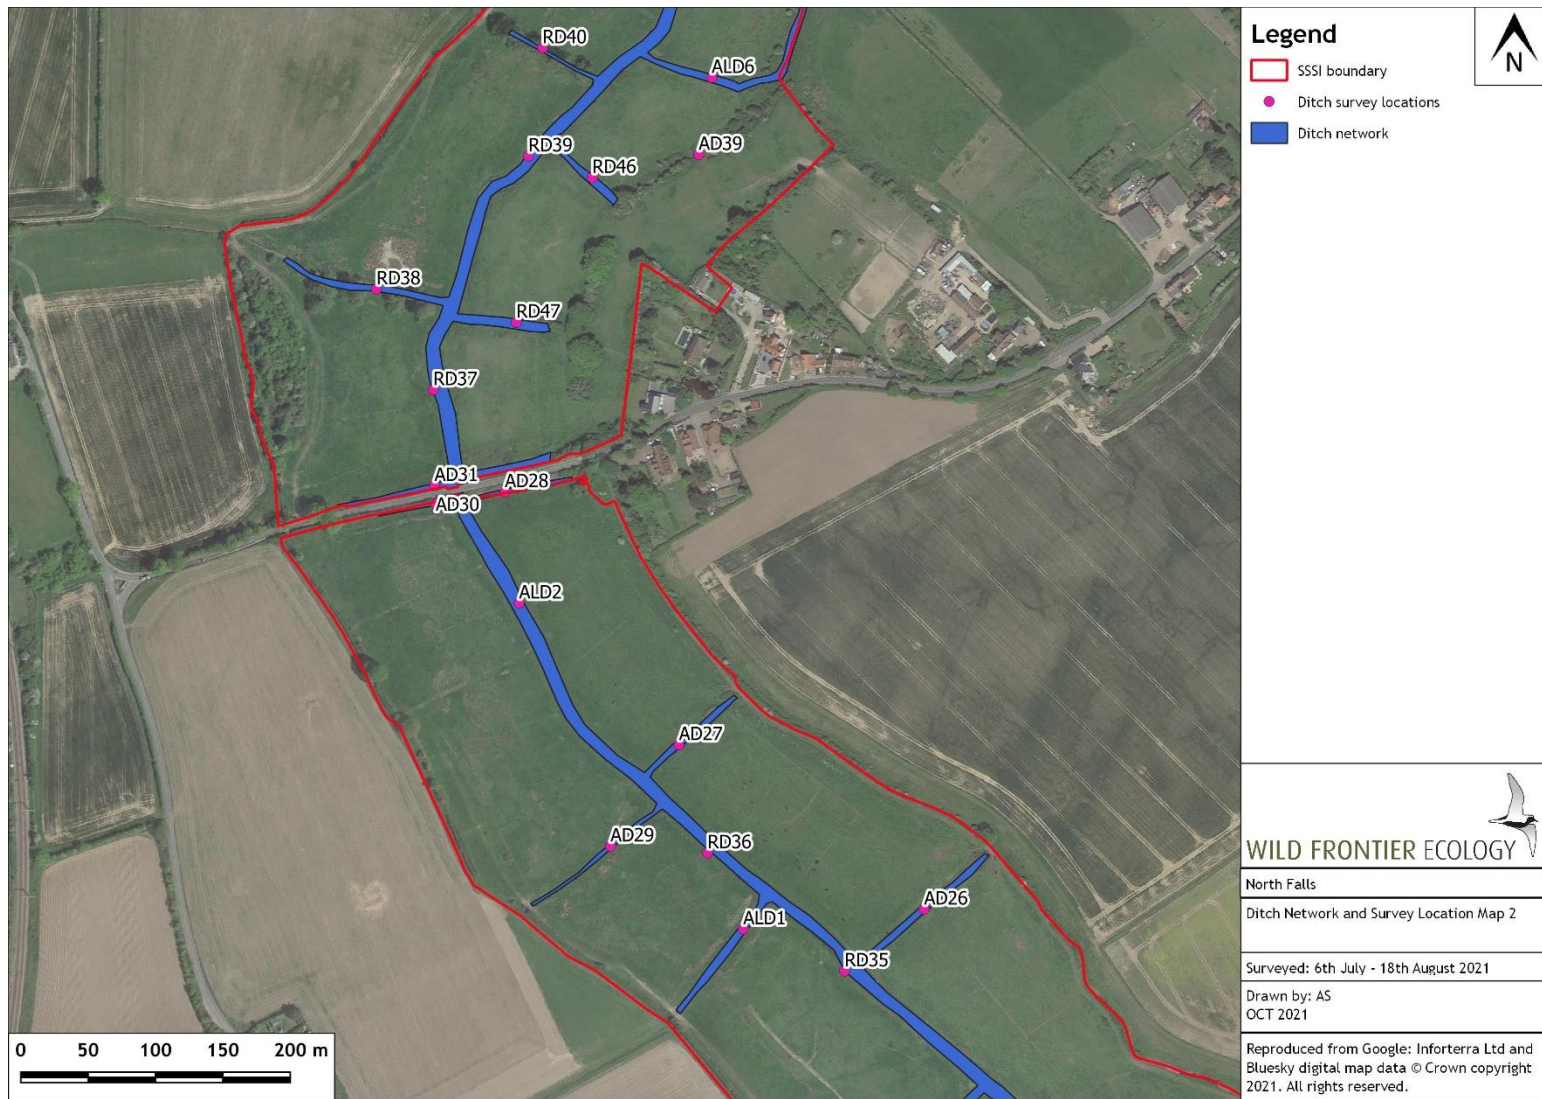 RD40
ALD6
RD39
AD39
RD46
RD38
RD47
RD37
AD31
AD28
AD30
ALD2
AD27
AD29
RD36
AD26
ALD1
RD35
0 50 100 150 200 m
Legend
N
SSSI boundary
Ditch survey locations
Ditch network
WILD FRONTIER ECOLOGY
North Falls
Ditch Network and Survey Location Map 2
Surveyed: 6th July - 18th August 2021
Drawn by: AS
OCT 2021
Reproduced from Google: Inforterra Ltd and
Bluesky digital map data © Crown copyright
2021. All rights reserved.